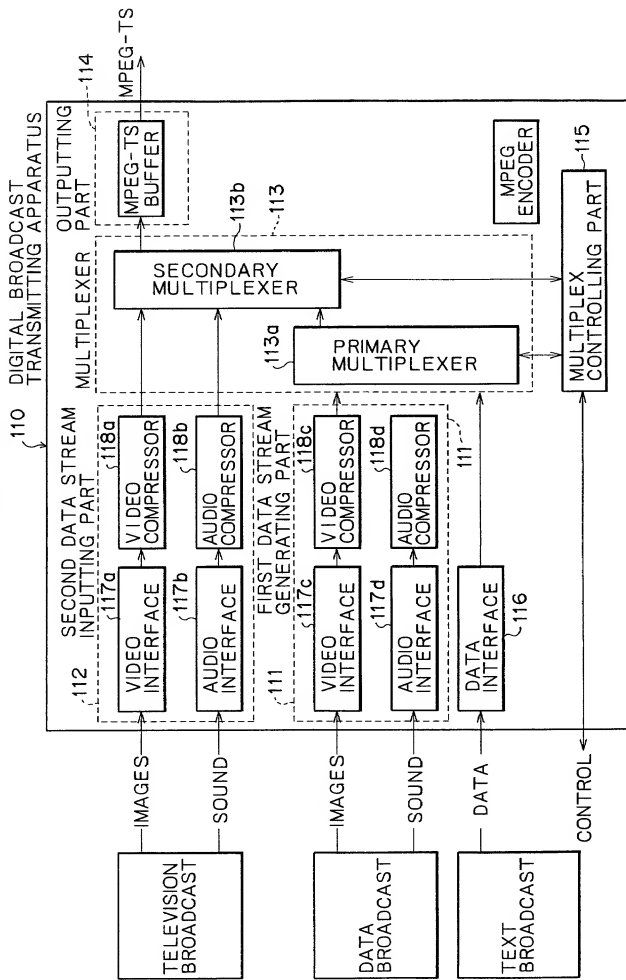 110
DIGITAL BROADCAST
TRANSMITTING APPARATUS
SECOND DATA STREAM
INPUTTING PART
MULTIPLEXER
OUTPUTTING
PART
114
TELEVISION
BROADCAST
IMAGES
SOUND
112
117a
VIDEO
INTERFACE
118a
VIDEO
COMPRESSOR
117b
AUDIO
INTERFACE
118b
AUDIO
COMPRESSOR
SECONDARY
MULTIPLEXER
113b
113
MPEG-TS
BUFFER
MPEG-TS
FIRST DATA STREAM
GENERATING PART
DATA
BROADCAST
IMAGES
SOUND
111
117c
VIDEO
INTERFACE
118c
VIDEO
COMPRESSOR
117d
AUDIO
INTERFACE
118d
AUDIO
COMPRESSOR
111
113a
PRIMARY
MULTIPLEXER
TEXT
BROADCAST
DATA
DATA
INTERFACE
116
MPEG
ENCODER
CONTROL
MULTIPLEX
CONTROLLING PART
115